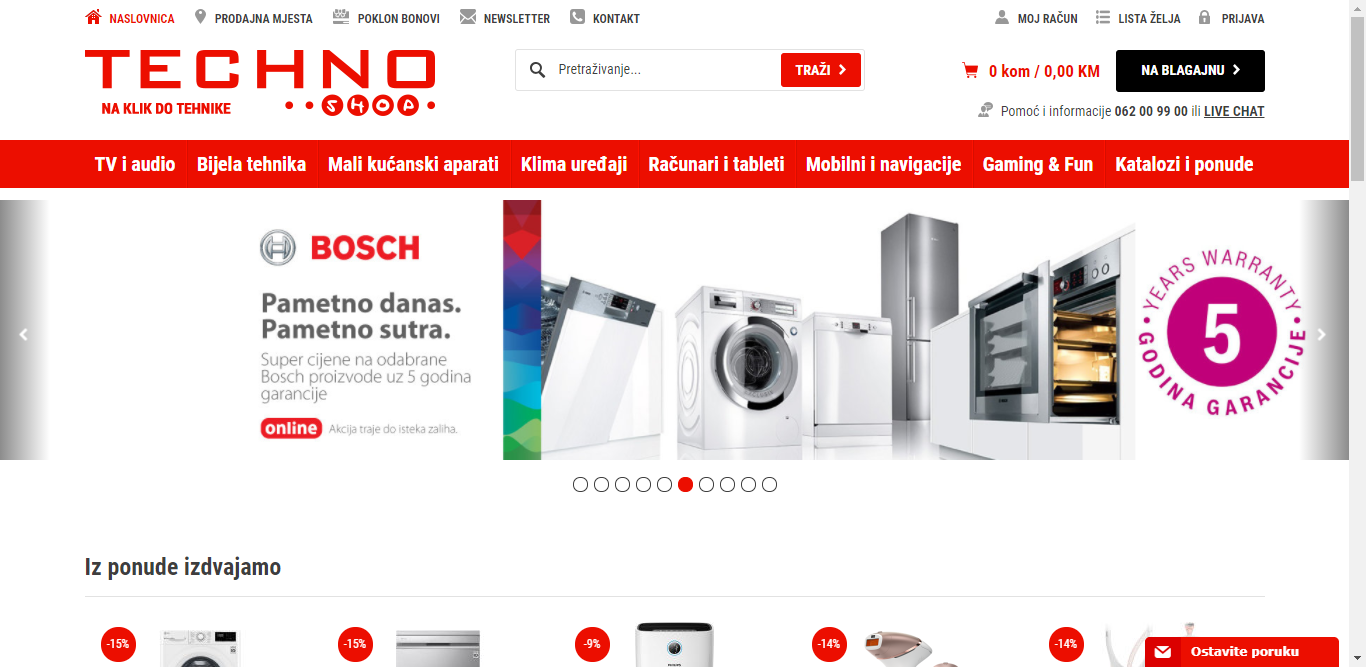 NASLOVNICA PRODAJNA MJESTA POKLON BONOVI NEWSLETTER KONTAKT MOJ RAČUN LISTA ŽELJA PRIJAVA
TECHNO
SHOP
NA KLIK DO TEHNIKE
Pretraživanje... TRAŽI
0 kom / 0,00 KM NA BLAGAJNU
Pomoć i informacije 062 00 99 00 ili LIVE CHAT
TV i audio Bijela tehnika Mali kućanski aparati Klima uređaji Računari i tableti Mobilni i navigacije Gaming & Fun Katalozi i ponude
BOSCH
Pametno danas.
Pametno sutra.
Super cijene na odabrane
Bosch proizvode uz 5 godina
garancije
online Akcija traje do isteka zaliha.
YEARS WARRANTY
5
GODINA GARANCIJE
Iz ponude izdvajamo
-15% -15% -9% -14% -14%
PHILIPS
Ostavite poruku